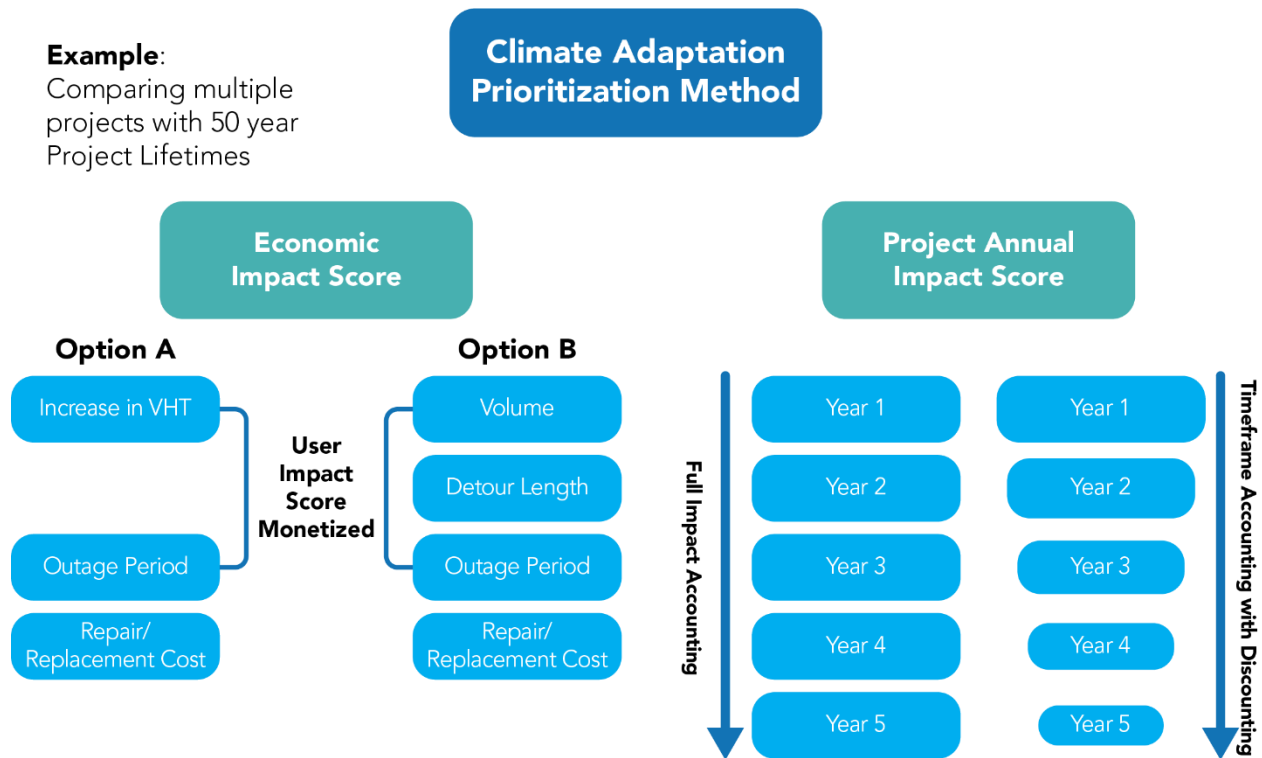 Example:
Comparing multiple
projects with 50 year
Project Lifetimes
Climate Adaptation
Prioritization Method
Economic
Impact Score
Option A
Increase in VHT
Outage Period
Repair/
Replacement Cost
User
Impact
Score
Monetized
Option B
Volume
Detour Length
Outage Period
Repair/
Replacement Cost
Project Annual
Impact Score
Full Impact Accounting
Year 1
Year 2
Year 3
Year 4
Year 5
Year 1
Year 2
Year 3
Year 4
Year 5
Timeframe Accounting with Discounting